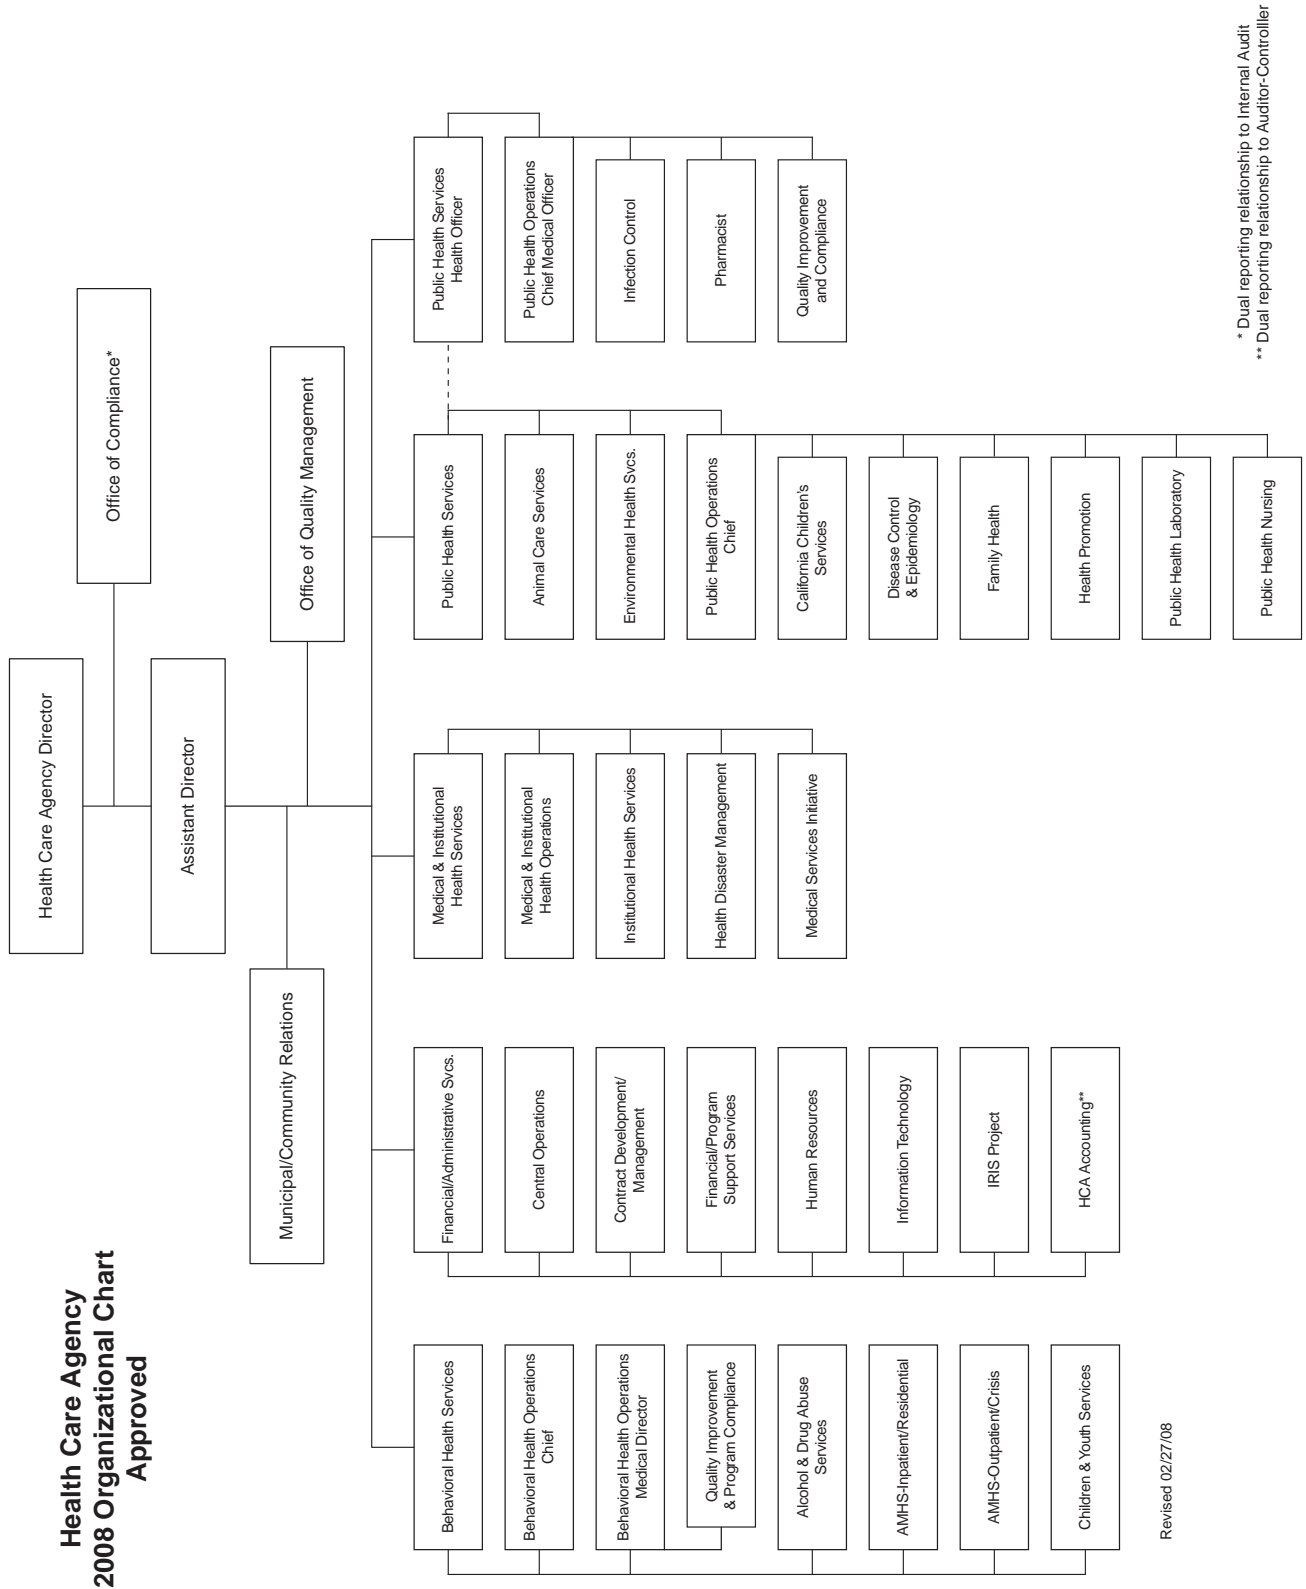 Health Care Agency
2008 Organizational Chart
Approved
Health Care Agency Director
Office of Compliance*
Assistant Director
Municipal/Community Relations
Office of Quality Management
Behavioral Health Services
Behavioral Health Operations
Chief
Behavioral Health Operations
Medical Director
Quality Improvement
& Program Compliance
Alcohol & Drug Abuse
Services
AMHS-Inpatient/Residential
AMHS-Outpatient/Crisis
Children & Youth Services
Financial/Administrative Svcs.
Central Operations
Contract Development/
Management
Financial/Program
Support Services
Human Resources
Information Technology
IRIS Project
HCA Accounting**
Medical & Institutional
Health Services
Medical & Institutional
Health Operations
Institutional Health Services
Health Disaster Management
Medical Services Initiative
Public Health Services
Animal Care Services
Environmental Health Svcs.
Public Health Operations
Chief
California Children's
Services
Disease Control
& Epidemiology
Family Health
Health Promotion
Public Health Laboratory
Public Health Nursing
Public Health Services
Health Officer
Public Health Operations
Chief Medical Officer
Infection Control
Pharmacist
Quality Improvement
and Compliance
Revised 02/27/08
* Dual reporting relationship to Internal Audit
** Dual reporting relationship to Auditor-Controlller